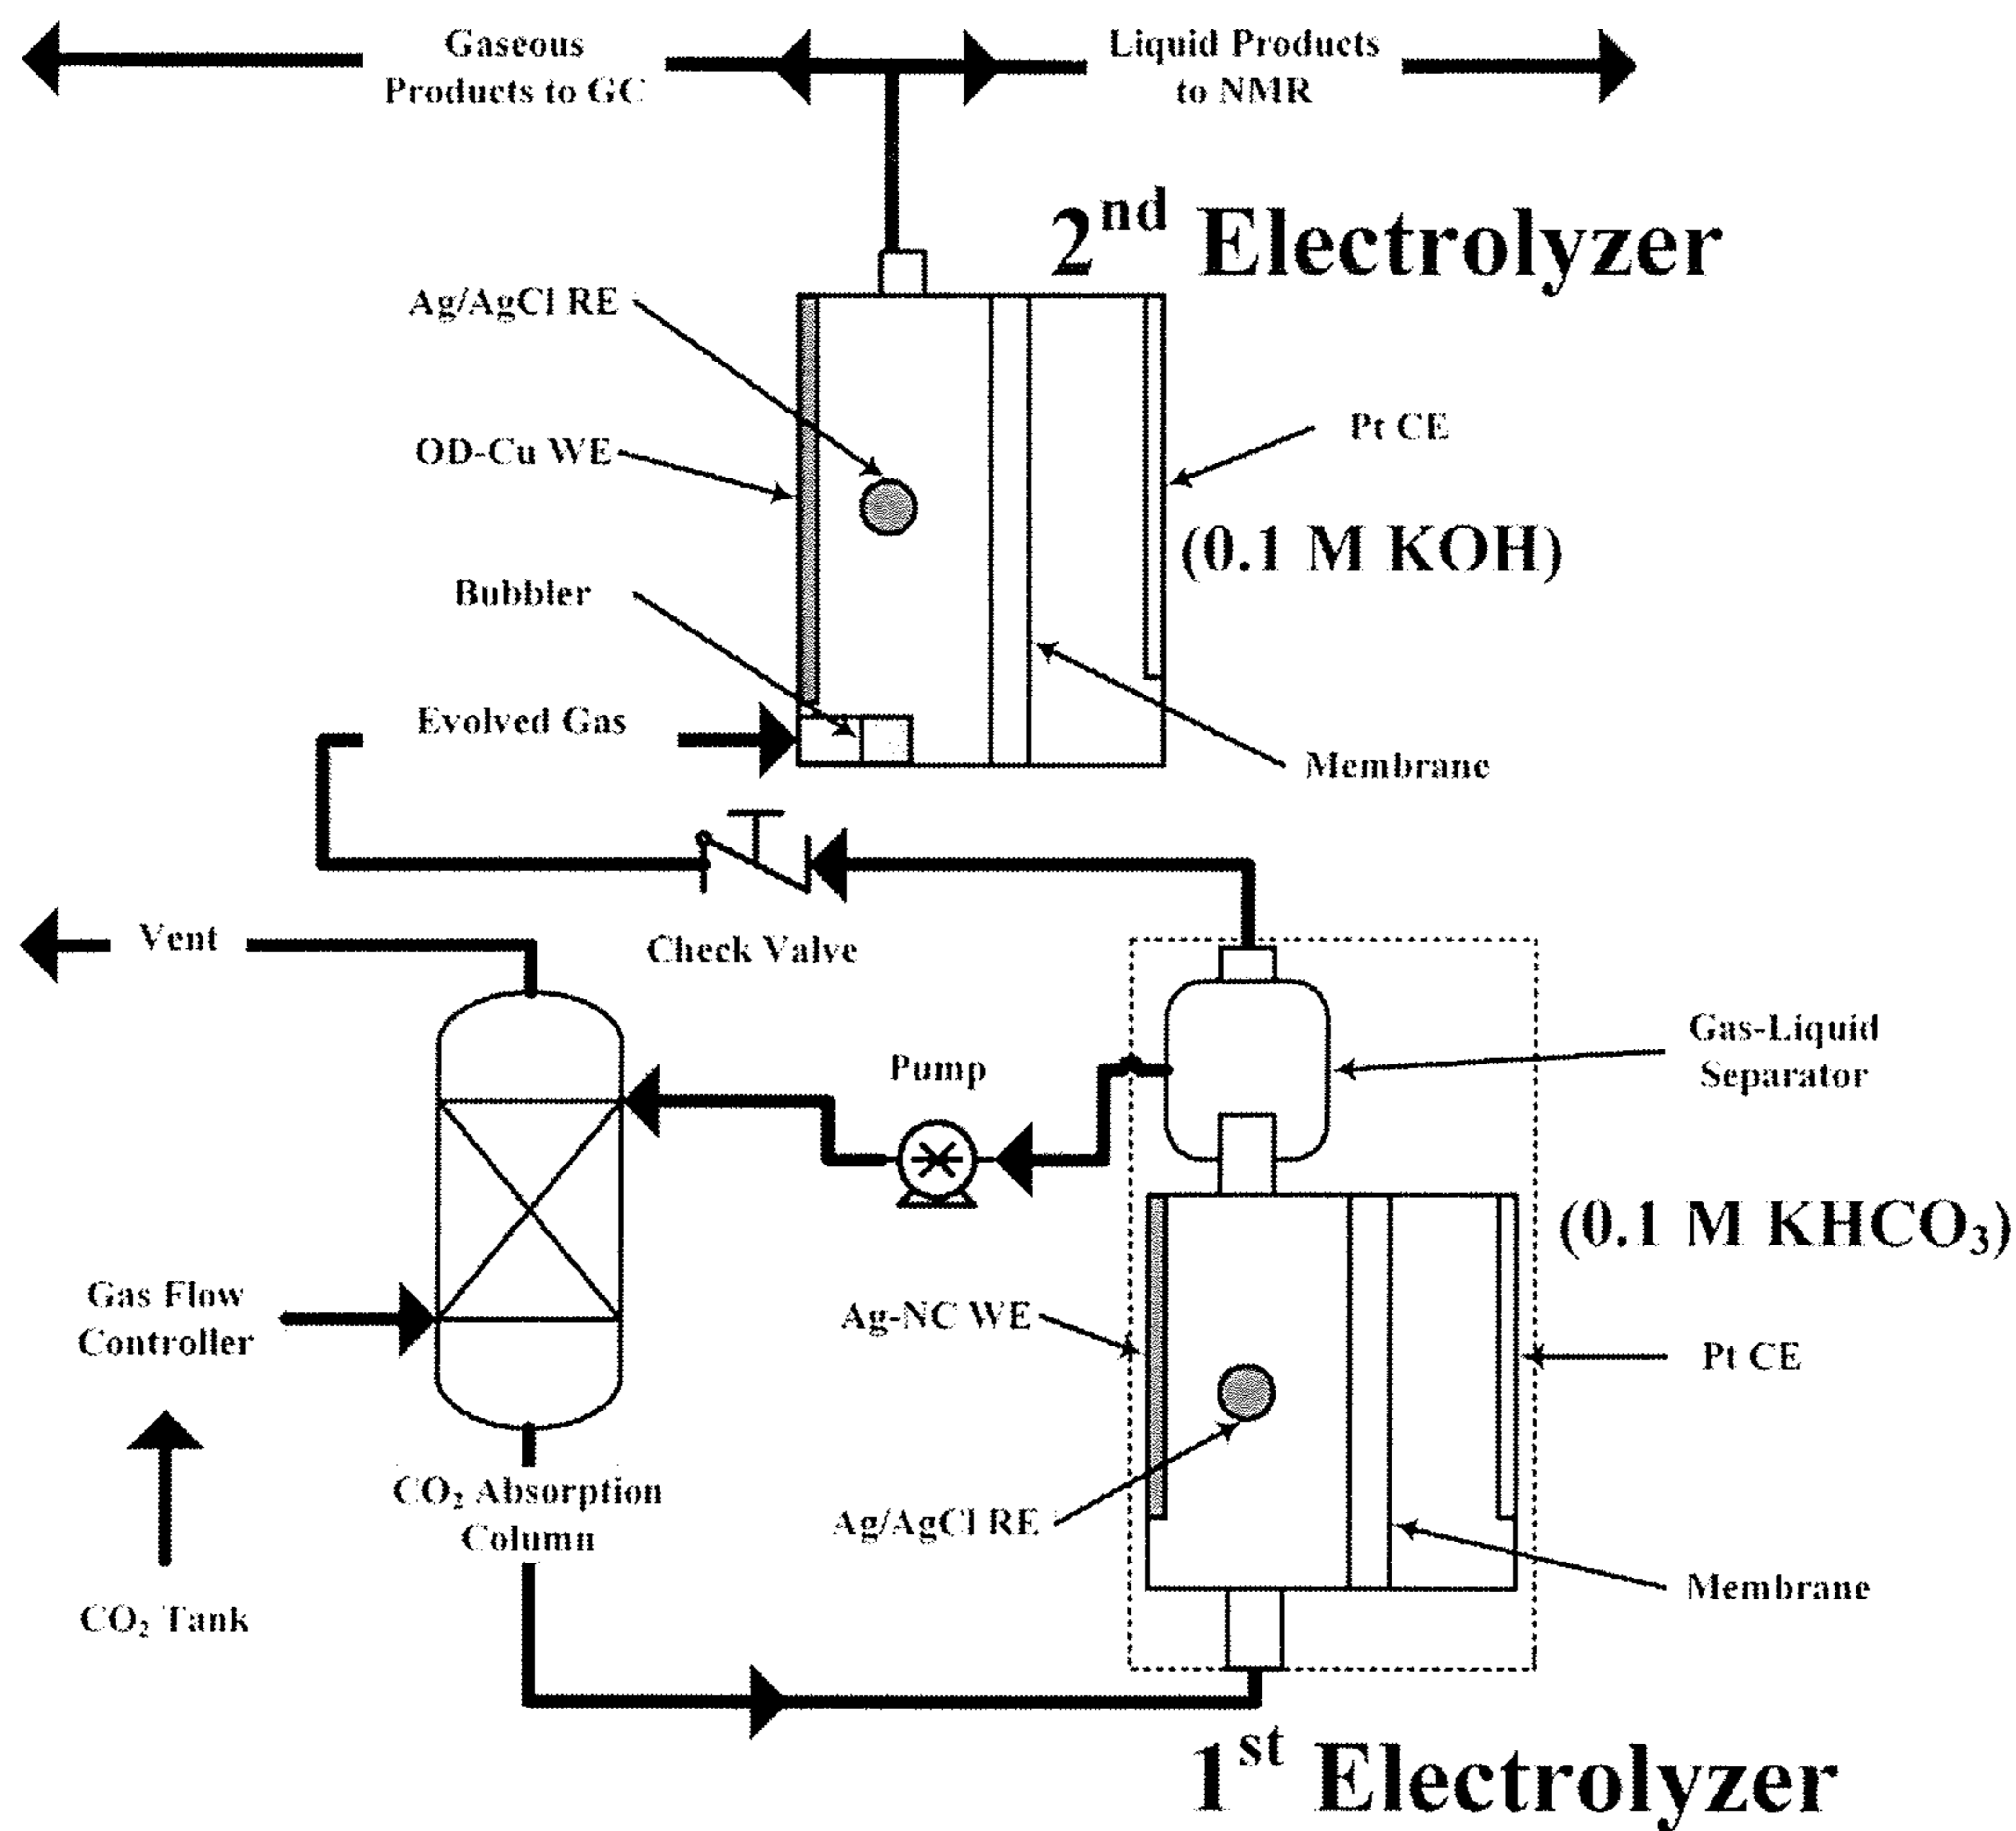 Gaseous
Products to GC
Liquid Products
to NMR
2nd Electrolyzer
Ag/AgCl RE
OD-Cu WE
Pt CE
(0.1 M KOH)
Bubbler
Evolved Gas
Membrane
Vent
Check Valve
Gas-Liquid
Separator
Pump
(0.1 M KHCO₃)
Gas Flow
Controller
Ag-NC WE
Pt CE
CO₂ Absorption
Column
Ag/AgCl RE
Membrane
CO₂ Tank
1st Electrolyzer